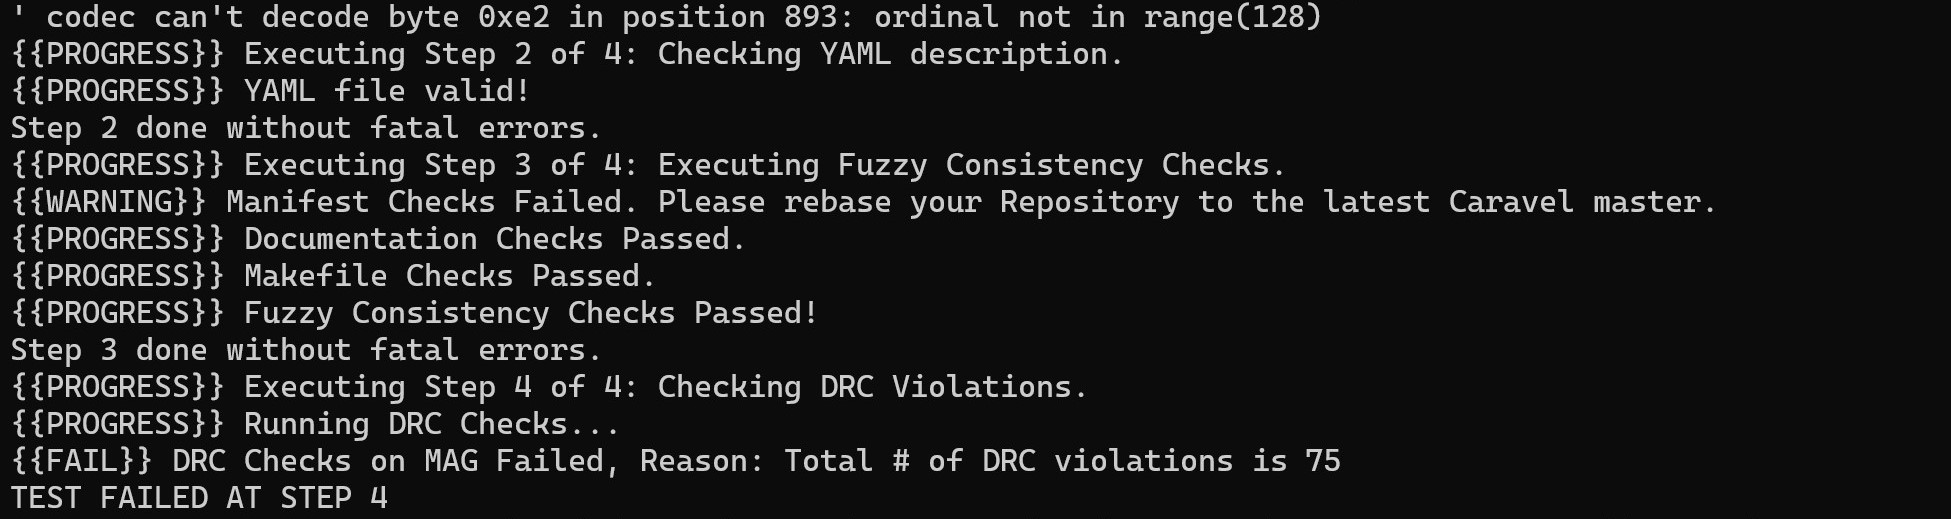 ' codec can't decode byte 0xe2 in position 893: ordinal not in range(128)
{{PROGRESS}} Executing Step 2 of 4: Checking YAML description.
{{PROGRESS}} YAML file valid!
Step 2 done without fatal errors.
{{PROGRESS}} Executing Step 3 of 4: Executing Fuzzy Consistency Checks.
{{WARNING}} Manifest Checks Failed. Please rebase your Repository to the latest Caravel master.
{{PROGRESS}} Documentation Checks Passed.
{{PROGRESS}} Makefile Checks Passed.
{{PROGRESS}} Fuzzy Consistency Checks Passed!
Step 3 done without fatal errors.
{{PROGRESS}} Executing Step 4 of 4: Checking DRC Violations.
{{PROGRESS}} Running DRC Checks...
{{FAIL}} DRC Checks on MAG Failed, Reason: Total # of DRC violations is 75
TEST FAILED AT STEP 4